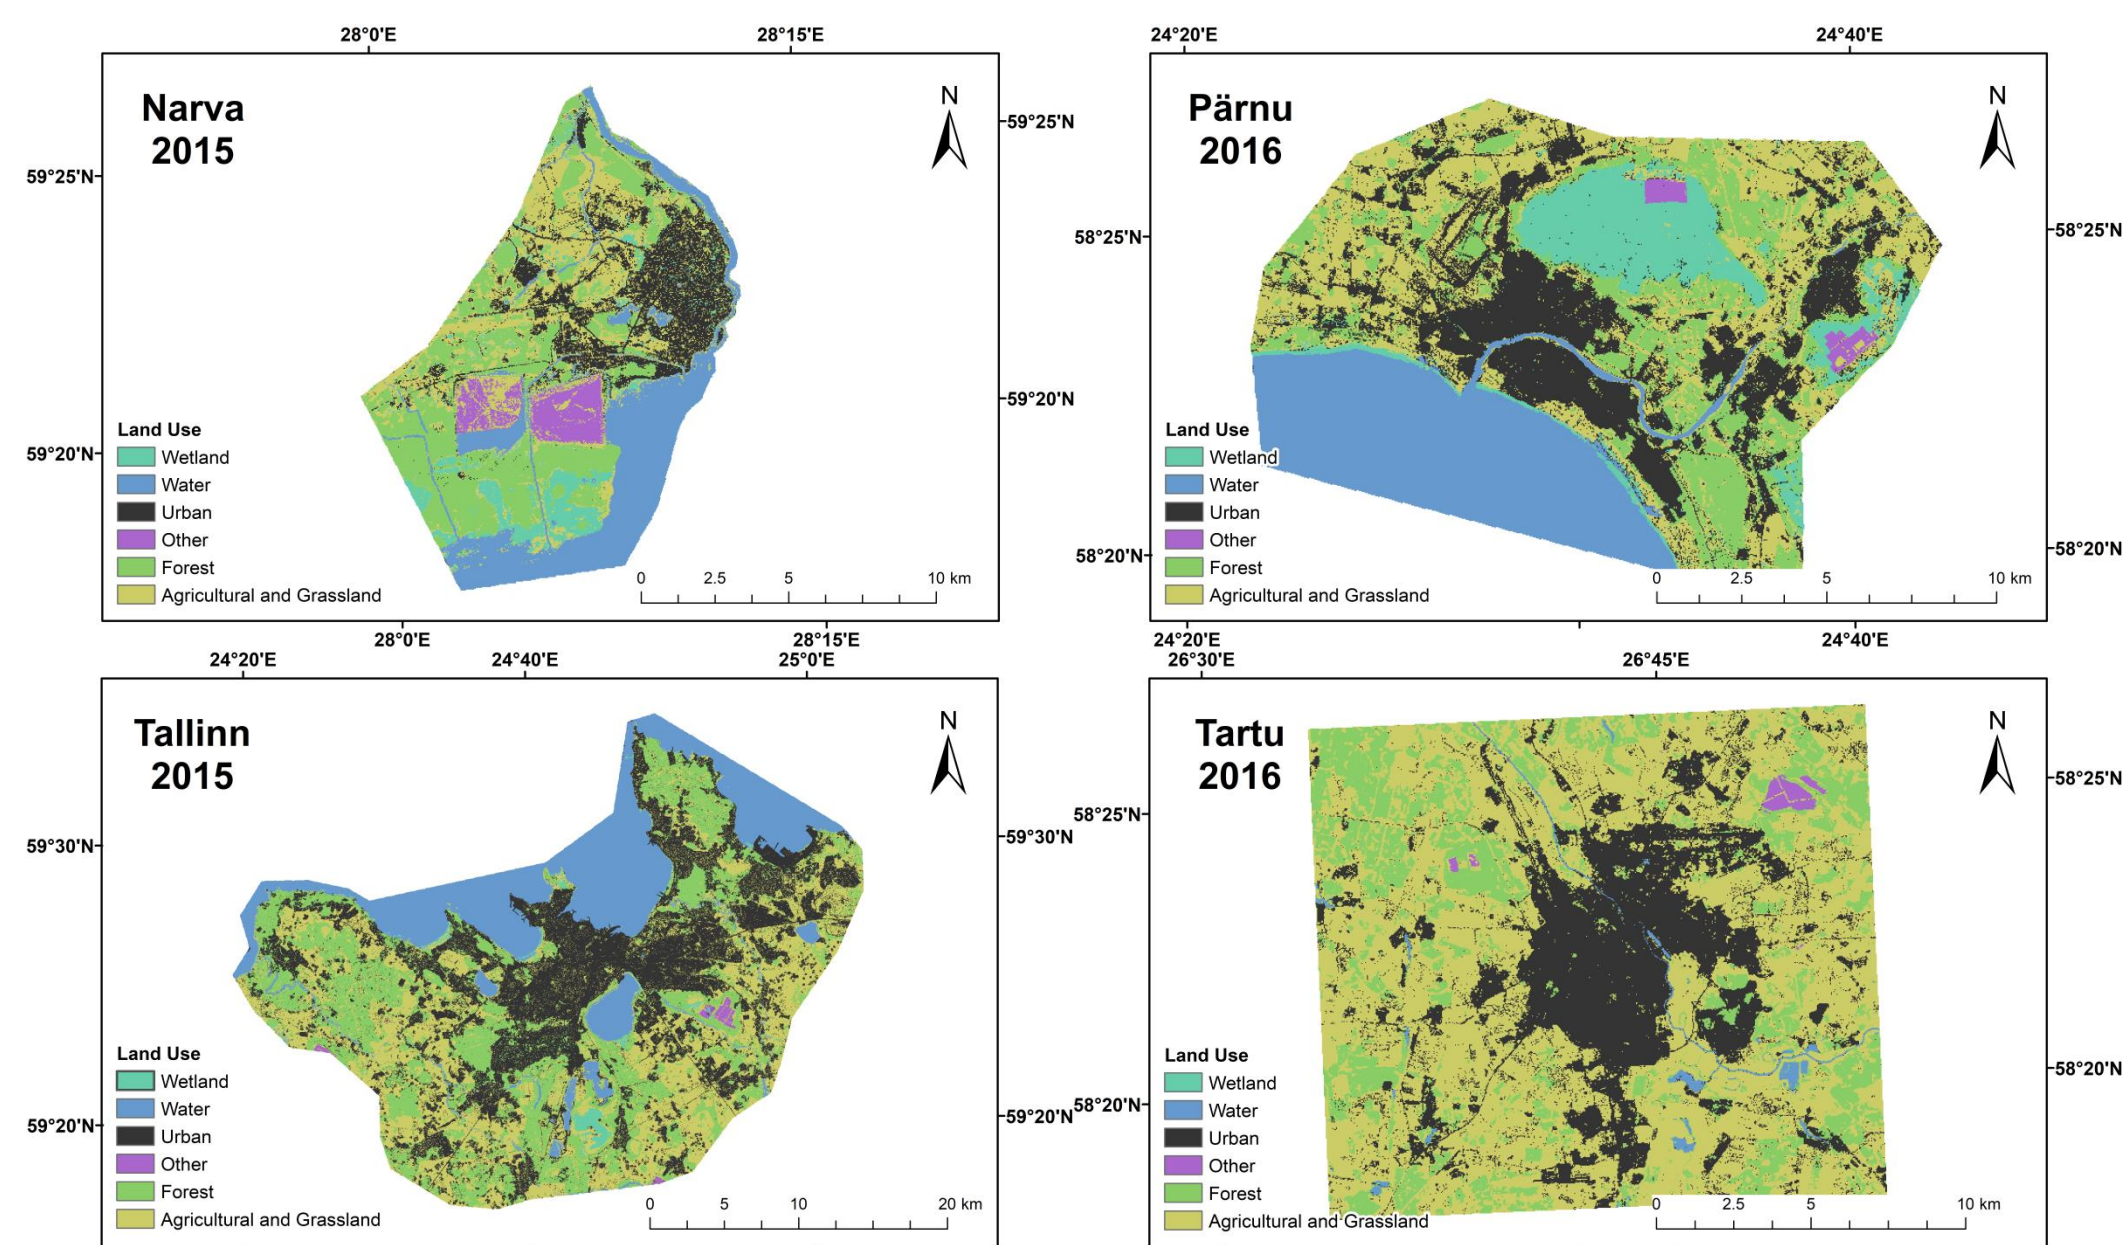 28°0'E 28°15'E
Narva
2015
N
59°25'N
59°25'N
59°20'N
59°20'N
Land Use
Wetland
Water
Urban
Other
Forest
Agricultural and Grassland
0 2.5 5 10 km
28°0'E 28°15'E
24°20'E 24°40'E
Pärnu
2016
N
58°25'N
58°25'N
58°20'N
58°20'N
Land Use
Wetland
Water
Urban
Other
Forest
Agricultural and Grassland
0 2.5 5 10 km
24°20'E 24°40'E
24°20'E 24°40'E 25°0'E
Tallinn
2015
N
59°30'N
59°30'N
59°20'N
59°20'N
Land Use
Wetland
Water
Urban
Other
Forest
Agricultural and Grassland
0 5 10 20 km
26°30'E 26°45'E
Tartu
2016
N
58°25'N
58°25'N
58°20'N
58°20'N
Land Use
Wetland
Water
Urban
Other
Forest
Agricultural and Grassland
0 2.5 5 10 km